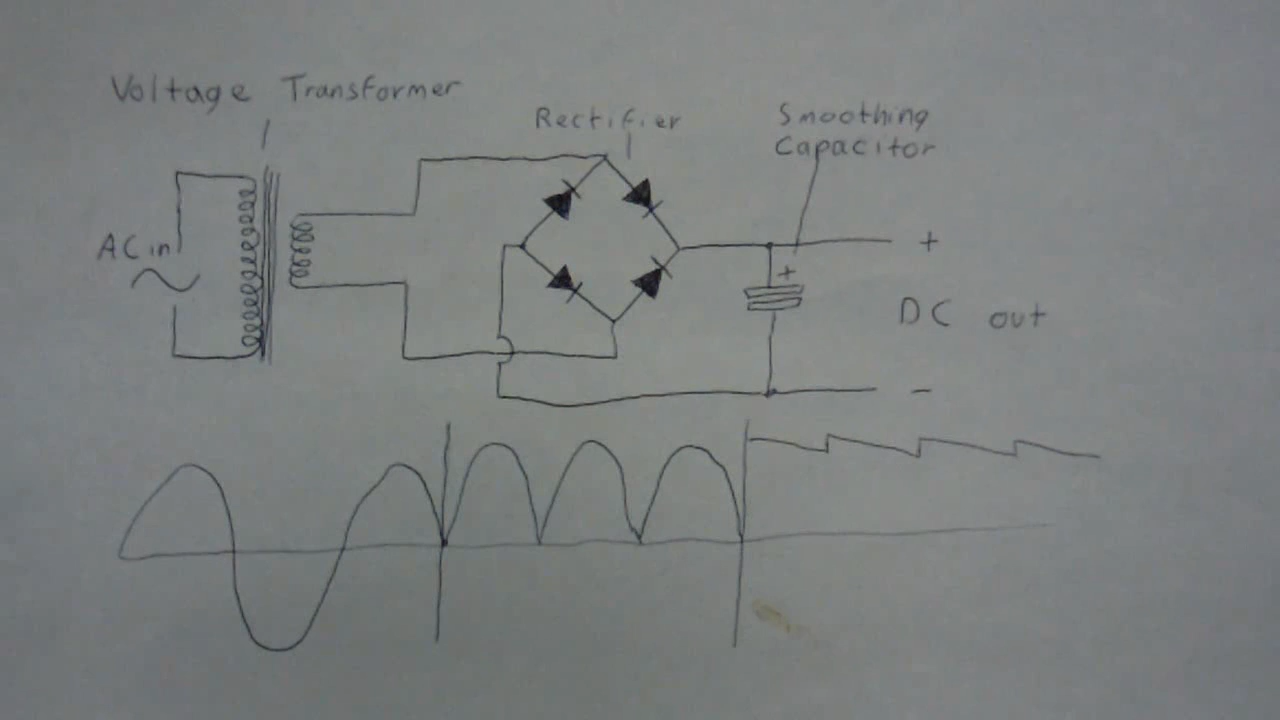 Voltage Transformer
Rectifier
Smoothing
Capacitor
AC in
+
+
DC out
-